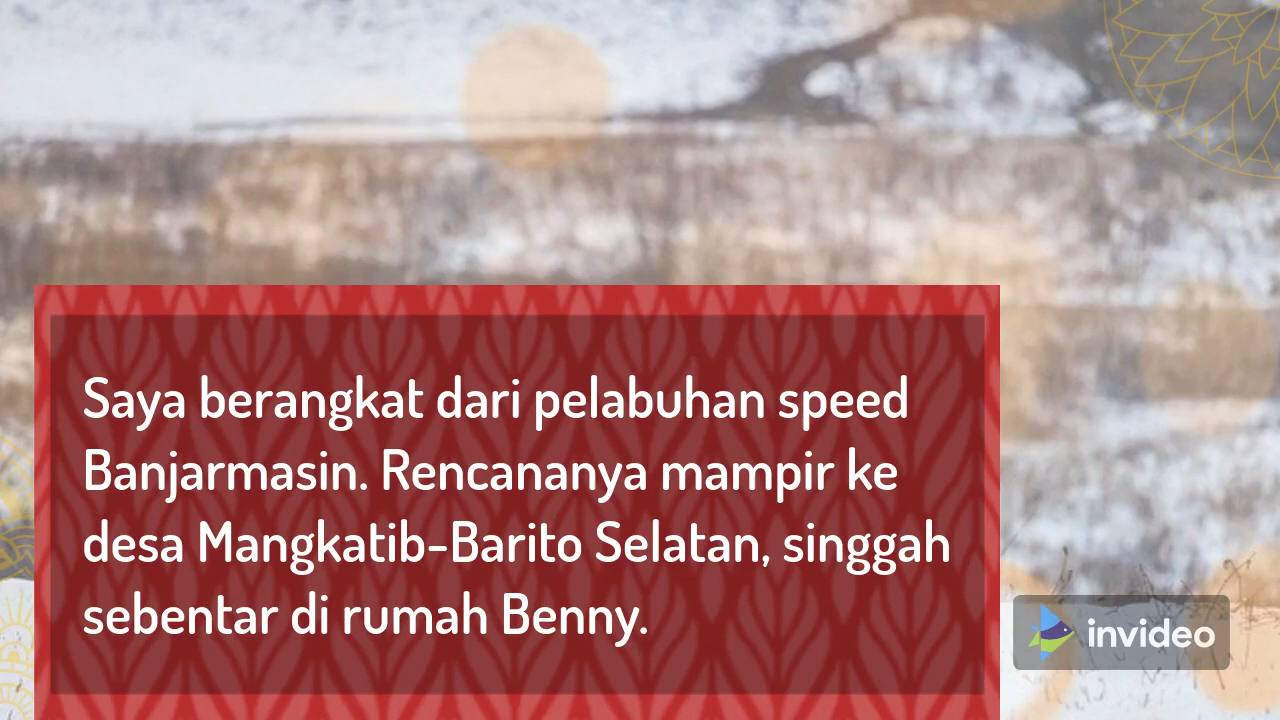 Saya berangkat dari pelabuhan speed
Banjarmasin. Rencananya mampir ke
desa Mangkatib-Barito Selatan, singgah
sebentar di rumah Benny.
invideo